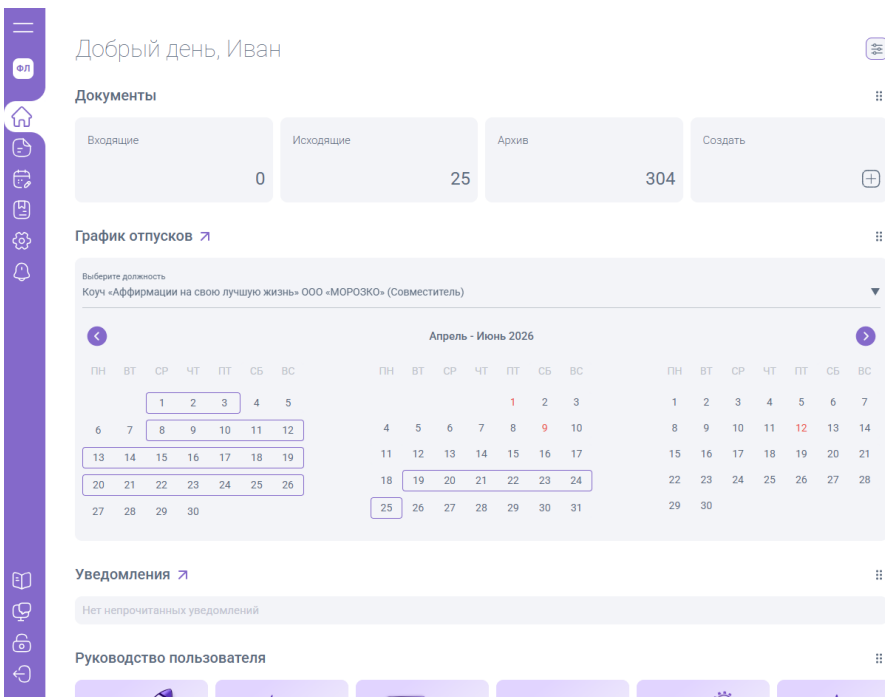 Добрый день, Иван
ФЛ
Документы
Входящие Исходящие Архив Создать
0 25 304
График отпусков
Выберите должность
Коуч «Аффирмации на свою лучшую жизнь» ООО «МОРОЗКО» (Совместитель)
Апрель - Июнь 2026
ПН ВТ СР ЧТ ПТ СБ ВС ПН ВТ СР ЧТ ПТ СБ ВС ПН ВТ СР ЧТ ПТ СБ ВС
1 2 3 4 5 1 2 3 1 2 3 4 5 6 7
6 7 8 9 10 11 12 4 5 6 7 8 9 10 8 9 10 11 12 13 14
13 14 15 16 17 18 19 11 12 13 14 15 16 17 15 16 17 18 19 20 21
20 21 22 23 24 25 26 18 19 20 21 22 23 24 22 23 24 25 26 27 28
27 28 29 30 25 26 27 28 29 30 31 29 30
Уведомления
Нет непрочитанных уведомлений
Руководство пользователя